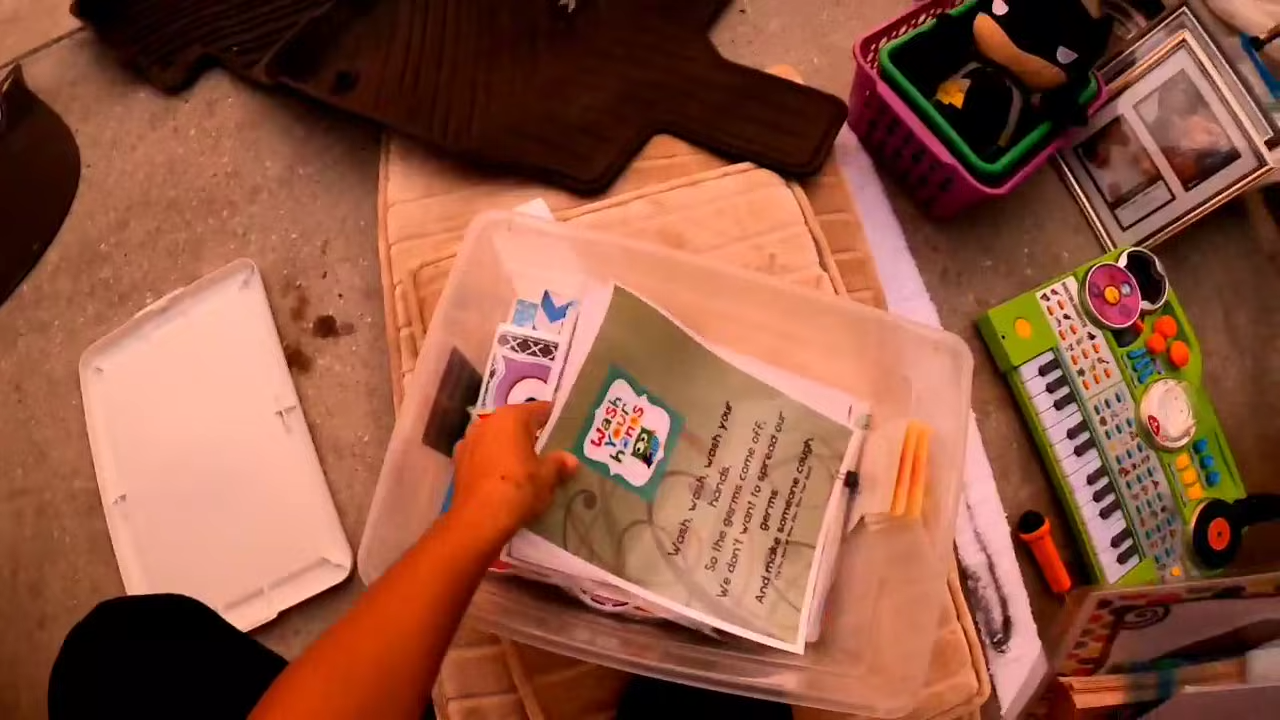 Wash
Your
hands
Wash, wash, wash your
hands,
So the germs come off,
We don't want to spread our
germs
And make someone cough.